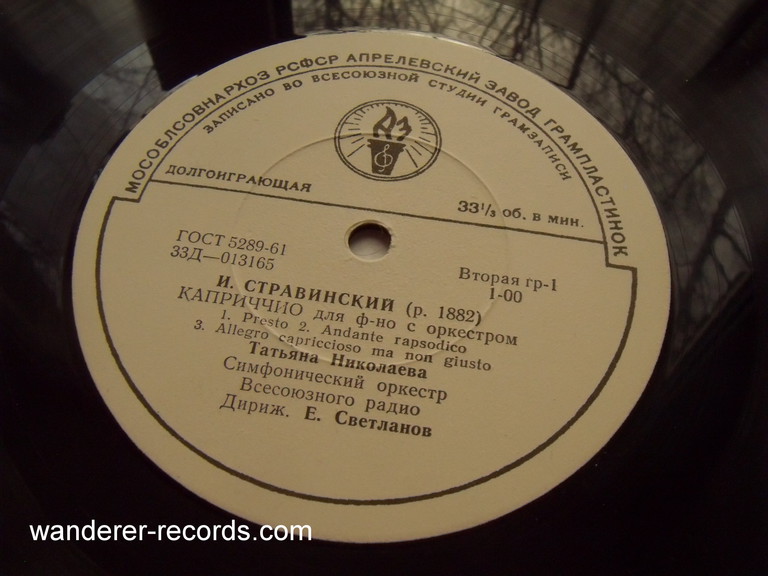 МОСОБЛСОВНАРХОЗ РСФСР АПРЕЛЕВСКИЙ ЗАВОД ГРАМПЛАСТИНОК
ЗАПИСАНО ВО ВСЕСОЮЗНОЙ СТУДИИ ГРАМЗАПИСИ
АЗ
ДОЛГОИГРАЮЩАЯ
33⅓ об. в мин.
ГОСТ 5289-61
33Д—013165
Вторая гр-1
1-00
И. СТРАВИНСКИЙ (р. 1882)
КАПРИЧЧИО для ф-но с оркестром
1. Presto 2. Andante rapsodico
3. Allegro capriccioso ma non giusto
Татьяна Николаева
Симфонический оркестр
Всесоюзного радио
Дириж. Е. Светланов
wanderer-records.com